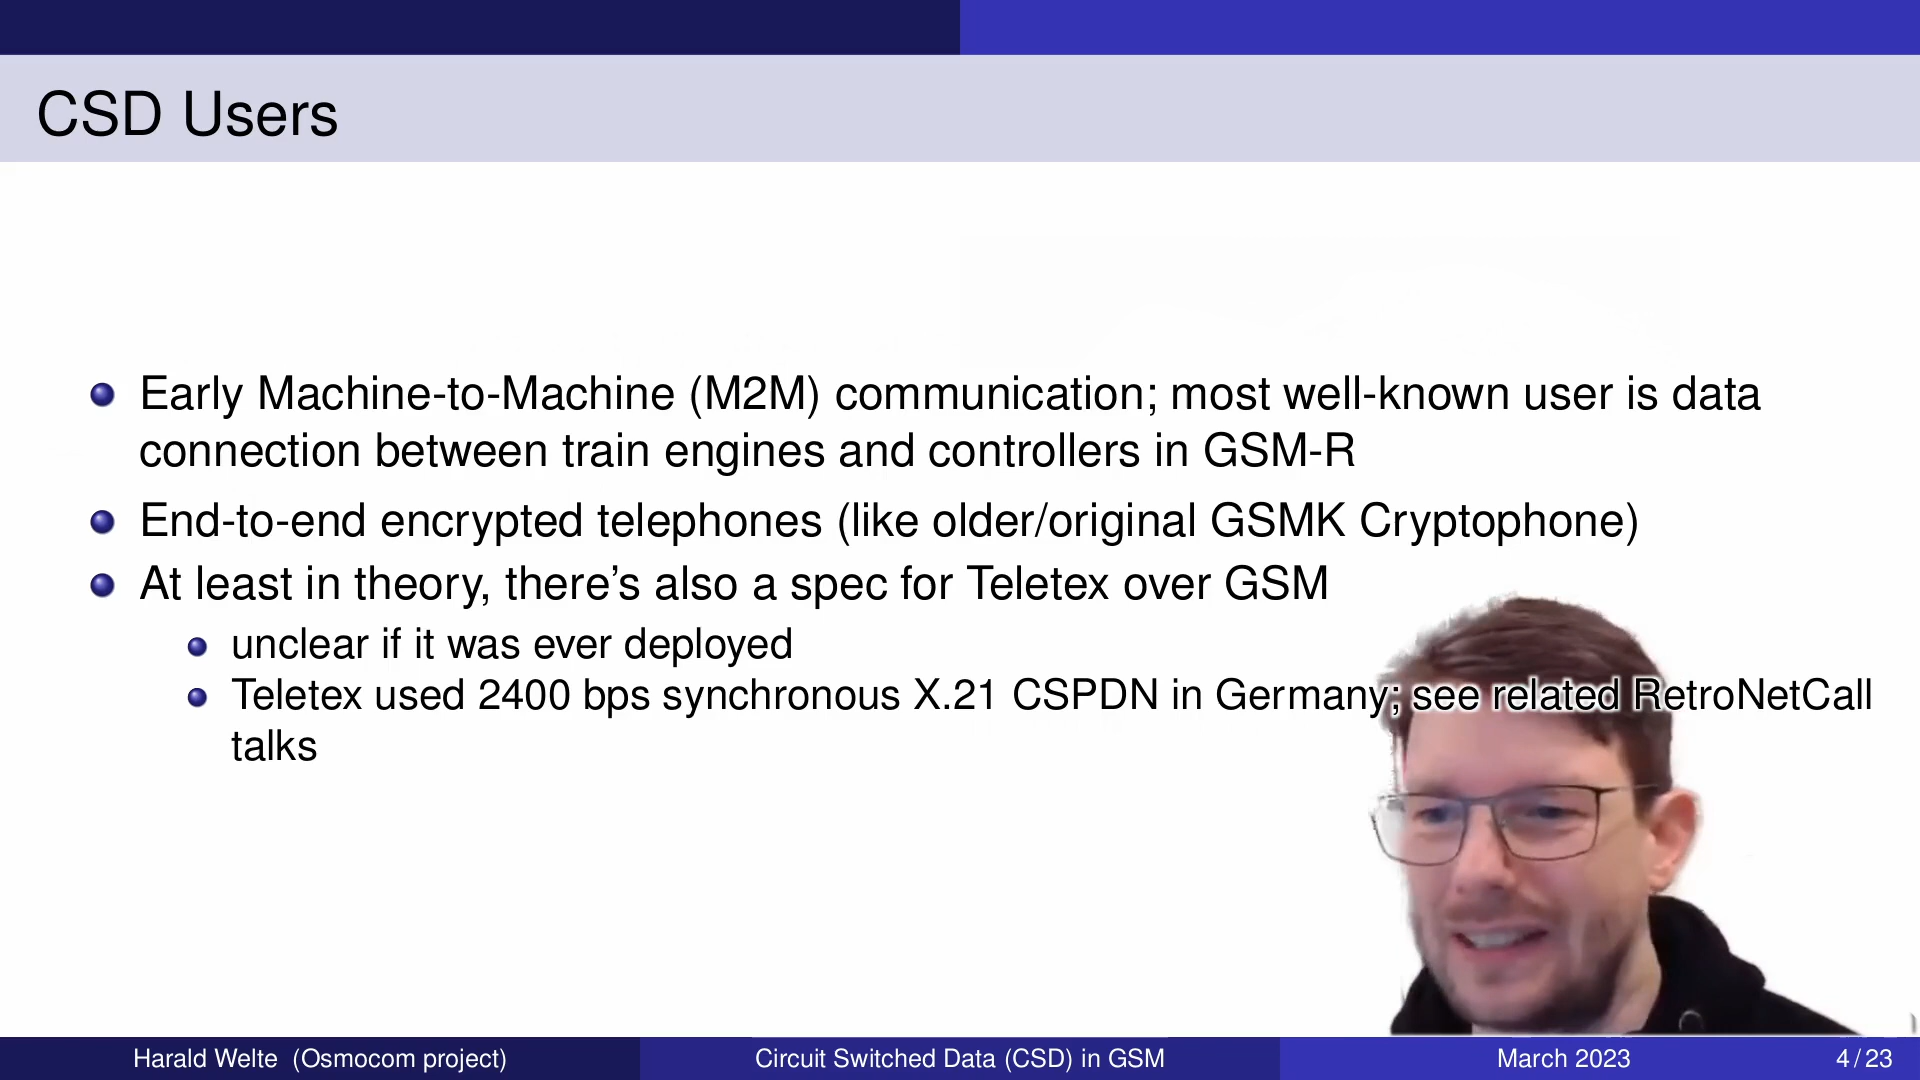 CSD Users
Early Machine-to-Machine (M2M) communication; most well-known user is data
connection between train engines and controllers in GSM-R
End-to-end encrypted telephones (like older/original GSMK Cryptophone)
At least in theory, there's also a spec for Teletex over GSM
unclear if it was ever deployed
Teletex used 2400 bps synchronous X.21 CSPDN in Germany; see related RetroNetCall
talks
Harald Welte (Osmocom project)
Circuit Switched Data (CSD) in GSM
March 2023
4 / 23